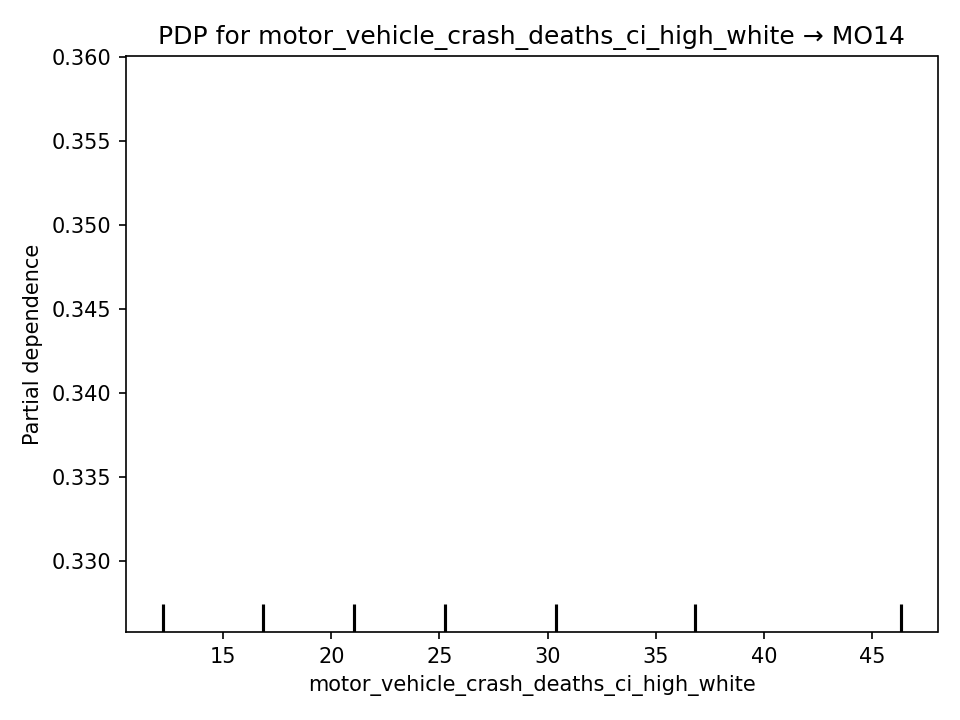 PDP for motor_vehicle_crash_deaths_ci_high_white → MO14
0.360
0.355
0.350
0.345
0.340
0.335
0.330
Partial dependence
15 20 25 30 35 40 45
motor_vehicle_crash_deaths_ci_high_white